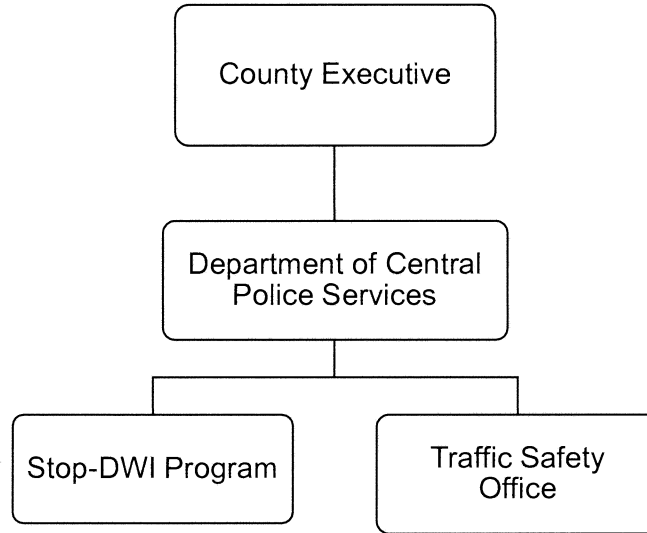 County Executive
Department of Central
Police Services
Stop-DWI Program
Traffic Safety
Office